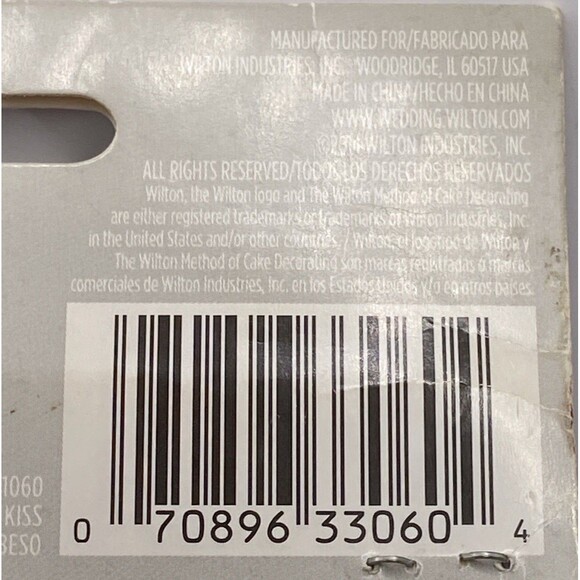 MANUFACTURED FOR/FABRICADO PARA
WILTON INDUSTRIES, INC. WOODRIDGE, IL 60517 USA
MADE IN CHINA/HECHO EN CHINA
WWW.WEDDING.WILTON.COM
WILTON INDUSTRIES, INC.
ALL RIGHTS RESERVED/TODOS LOS DERECHOS RESERVADOS
Wilton, the Wilton logo and The Wilton Method of Cake Decorating
are either registered trademarks or trademarks of Wilton Industries, Inc.
in the United States and/or other countries. / Wilton, el logotipo de Wilton y
The Wilton Method of Cake Decorating son marcas registradas o marcas
comerciales de Wilton Industries, Inc. en los Estados Unidos y/o en otros países.
1060
KISS
BESO
0 70896 33060 4